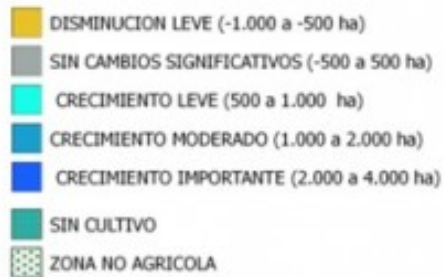 DISMINUCION LEVE (-1.000 a -500 ha)
SIN CAMBIOS SIGNIFICATIVOS (-500 a 500 ha)
CRECIMIENTO LEVE (500 a 1.000 ha)
CRECIMIENTO MODERADO (1.000 a 2.000 ha)
CRECIMIENTO IMPORTANTE (2.000 a 4.000 ha)
SIN CULTIVO
ZONA NO AGRICOLA